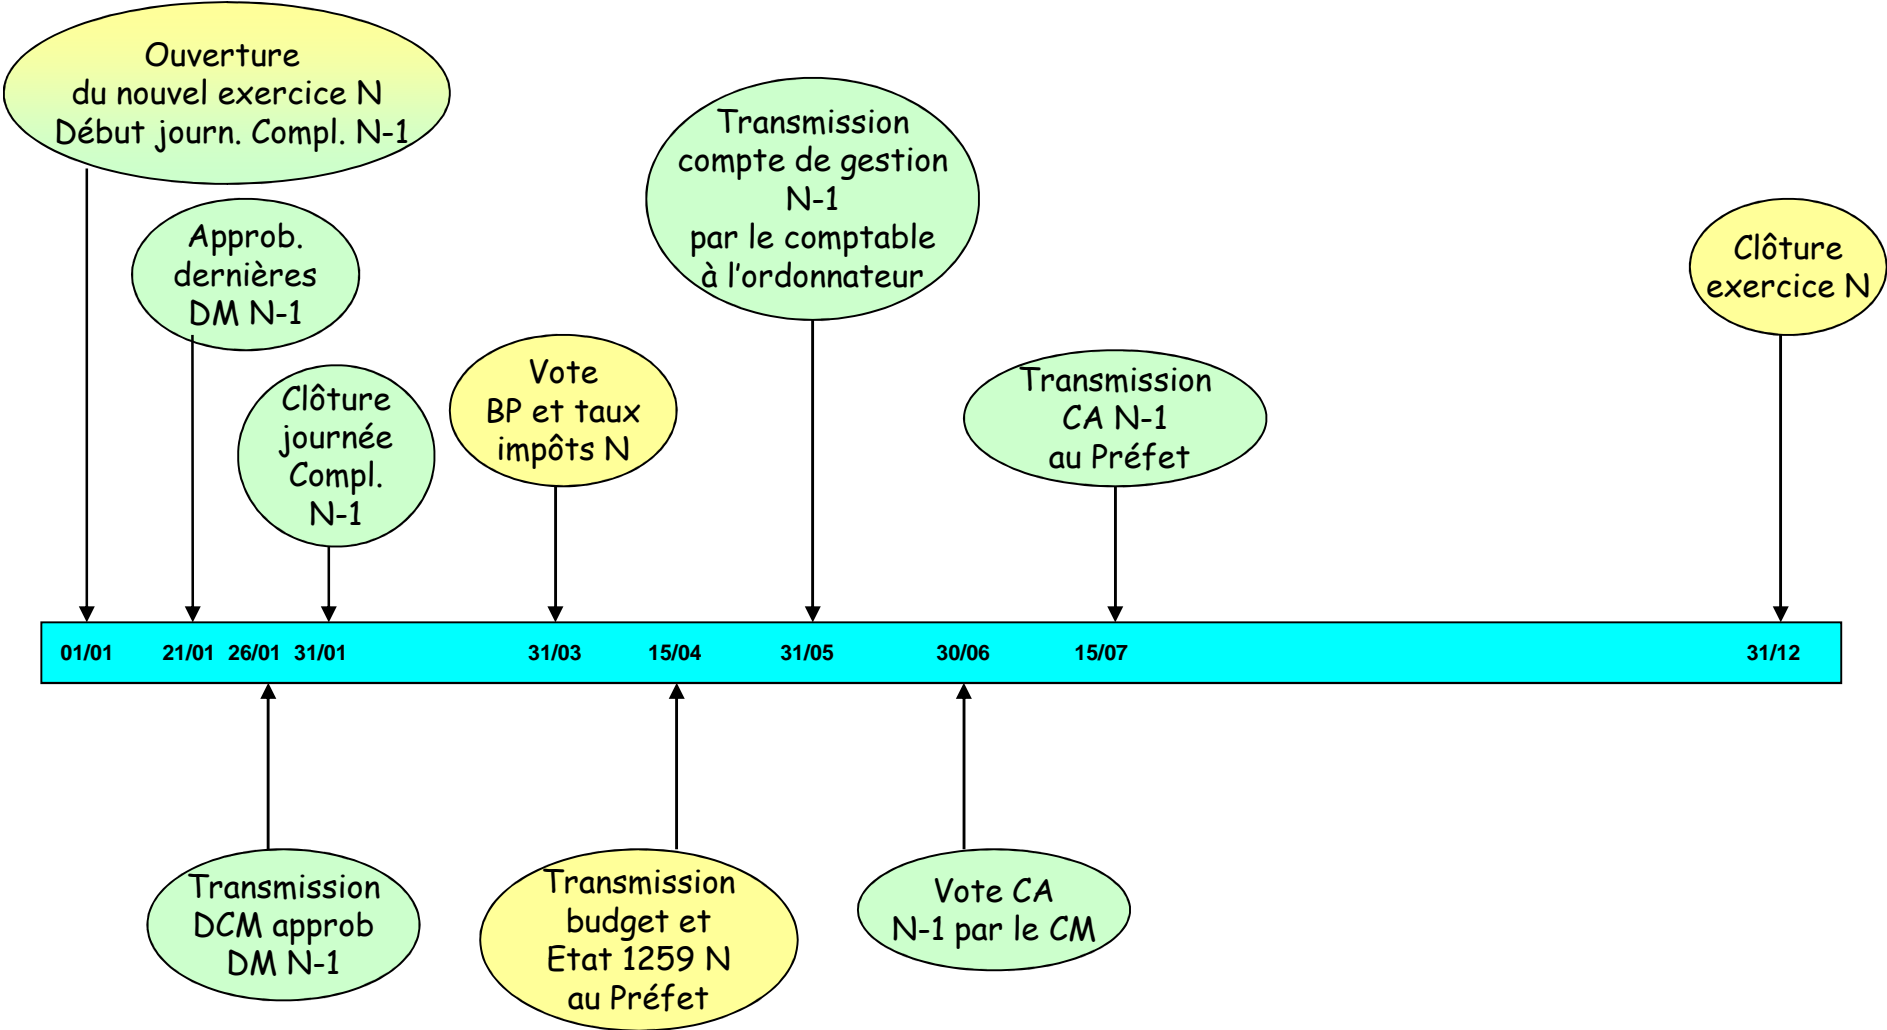 Ouverture
du nouvel exercice N
Début journ. Compl. N-1
Approb.
dernières
DM N-1
Clôture
journée
Compl.
N-1
Vote
BP et taux
impôts N
Transmission
compte de gestion
N-1
par le comptable
à l'ordonnateur
Transmission
CA N-1
au Préfet
Clôture
exercice N
01/01 21/01 26/01 31/01 31/03 15/04 31/05 30/06 15/07 31/12
Transmission
DCM approb
DM N-1
Transmission
budget et
Etat 1259 N
au Préfet
Vote CA
N-1 par le CM